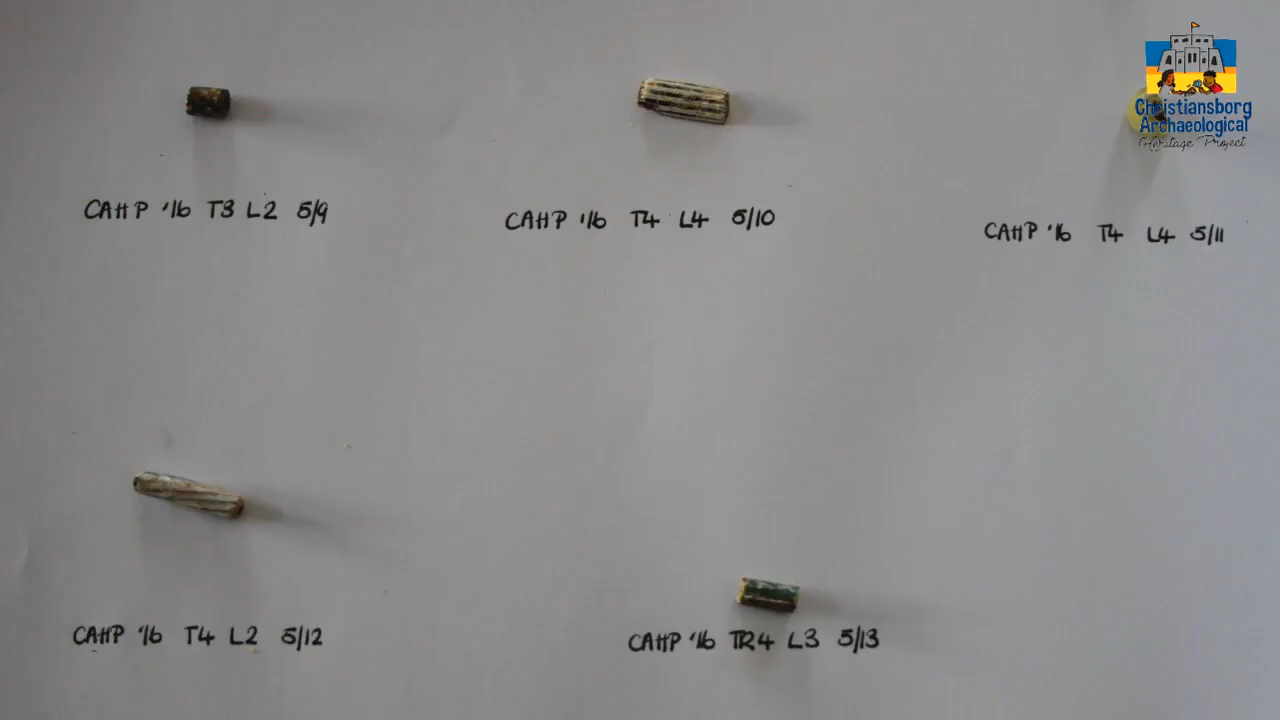 CAHP '16 T3 L2 5/9
CAHP '16 T4 L4 5/10
CAHP '16 T4 L4 5/11
CAHP '16 T4 L2 5/12
CAHP '16 TR4 L3 5/13
Christiansborg
Archaeological
Heritage Project